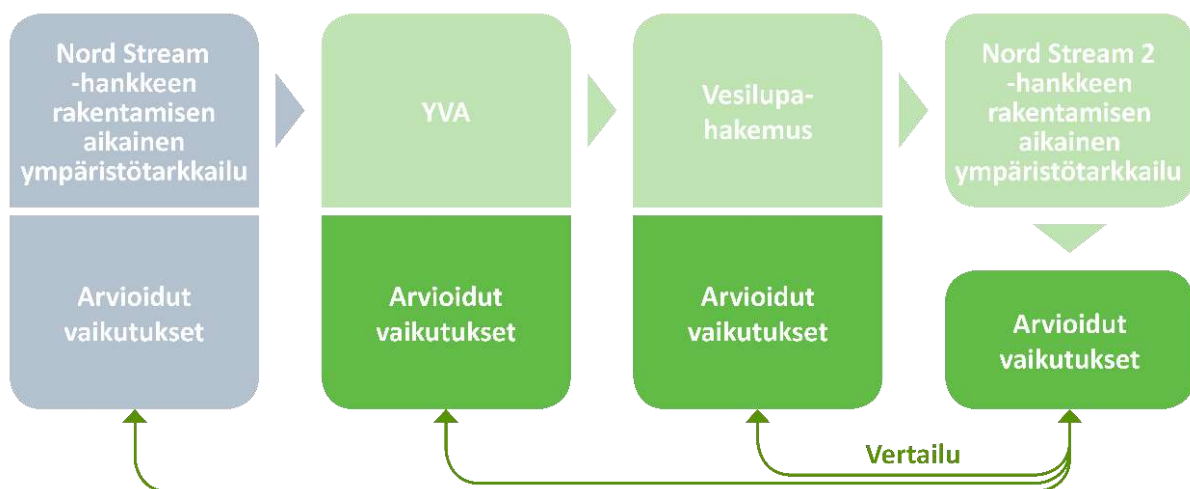 Nord Stream
-hankkeen
rakentamisen
aikainen
ympäristötarkkailu
YVA
Vesilupa-
hakemus
Nord Stream 2
-hankkeen
rakentamisen
aikainen
ympäristötarkkailu
Arvioidut
vaikutukset
Arvioidut
vaikutukset
Arvioidut
vaikutukset
Arvioidut
vaikutukset
Vertailu